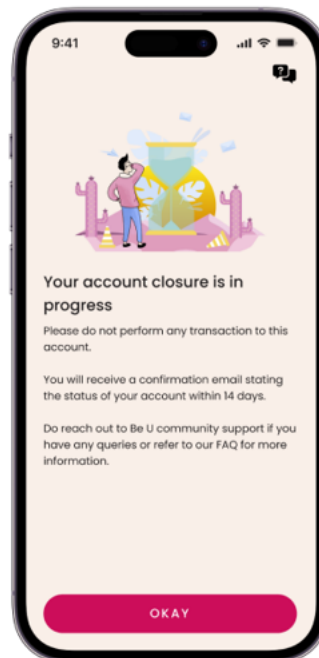 9:41
?
Your account closure is in
progress
Please do not perform any transaction to this
account.
You will receive a confirmation email stating
the status of your account within 14 days.
Do reach out to Be U community support if you
have any queries or refer to our FAQ for more
information.
OKAY